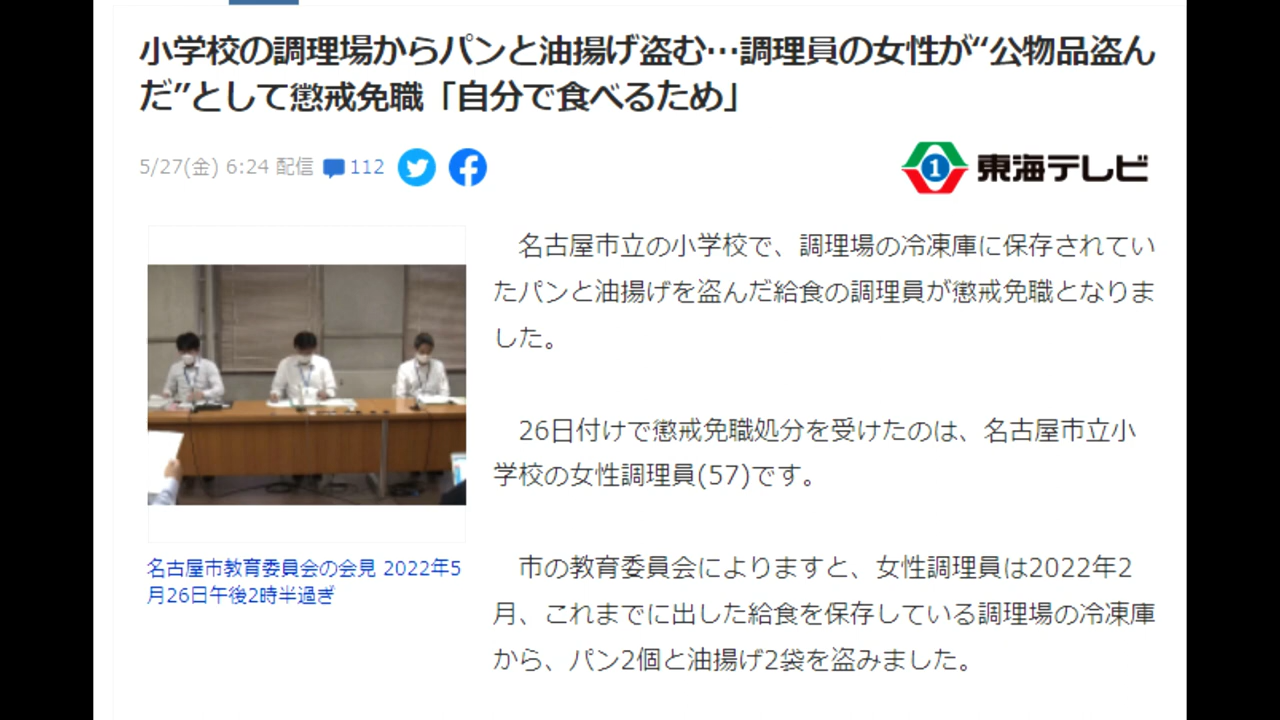 小学校の調理場からパンと油揚げ盗む…調理員の女性が“公物品盗ん
だ”として懲戒免職「自分で食べるため」
5/27(金) 6:24 配信 112
1 東海テレビ
名古屋市立の小学校で、調理場の冷凍庫に保存されてい
たパンと油揚げを盗んだ給食の調理員が懲戒免職となりま
した。
26日付けで懲戒免職処分を受けたのは、名古屋市立小
学校の女性調理員(57)です。
市の教育委員会によりますと、女性調理員は2022年2
月、これまでに出した給食を保存している調理場の冷凍庫
から、パン2個と油揚げ2袋を盗みました。
名古屋市教育委員会の会見 2022年5
月26日午後2時半過ぎ